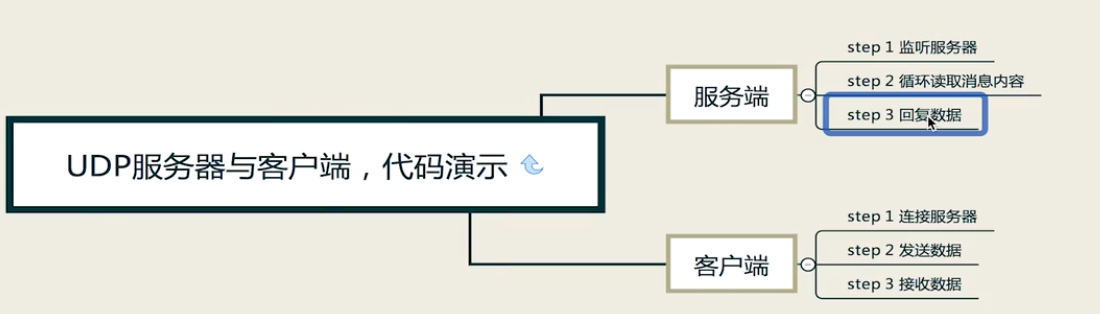 UDP服务器与客户端，代码演示
服务端
step 1 监听服务器
step 2 循环读取消息内容
step 3 回复数据
客户端
step 1 连接服务器
step 2 发送数据
step 3 接收数据